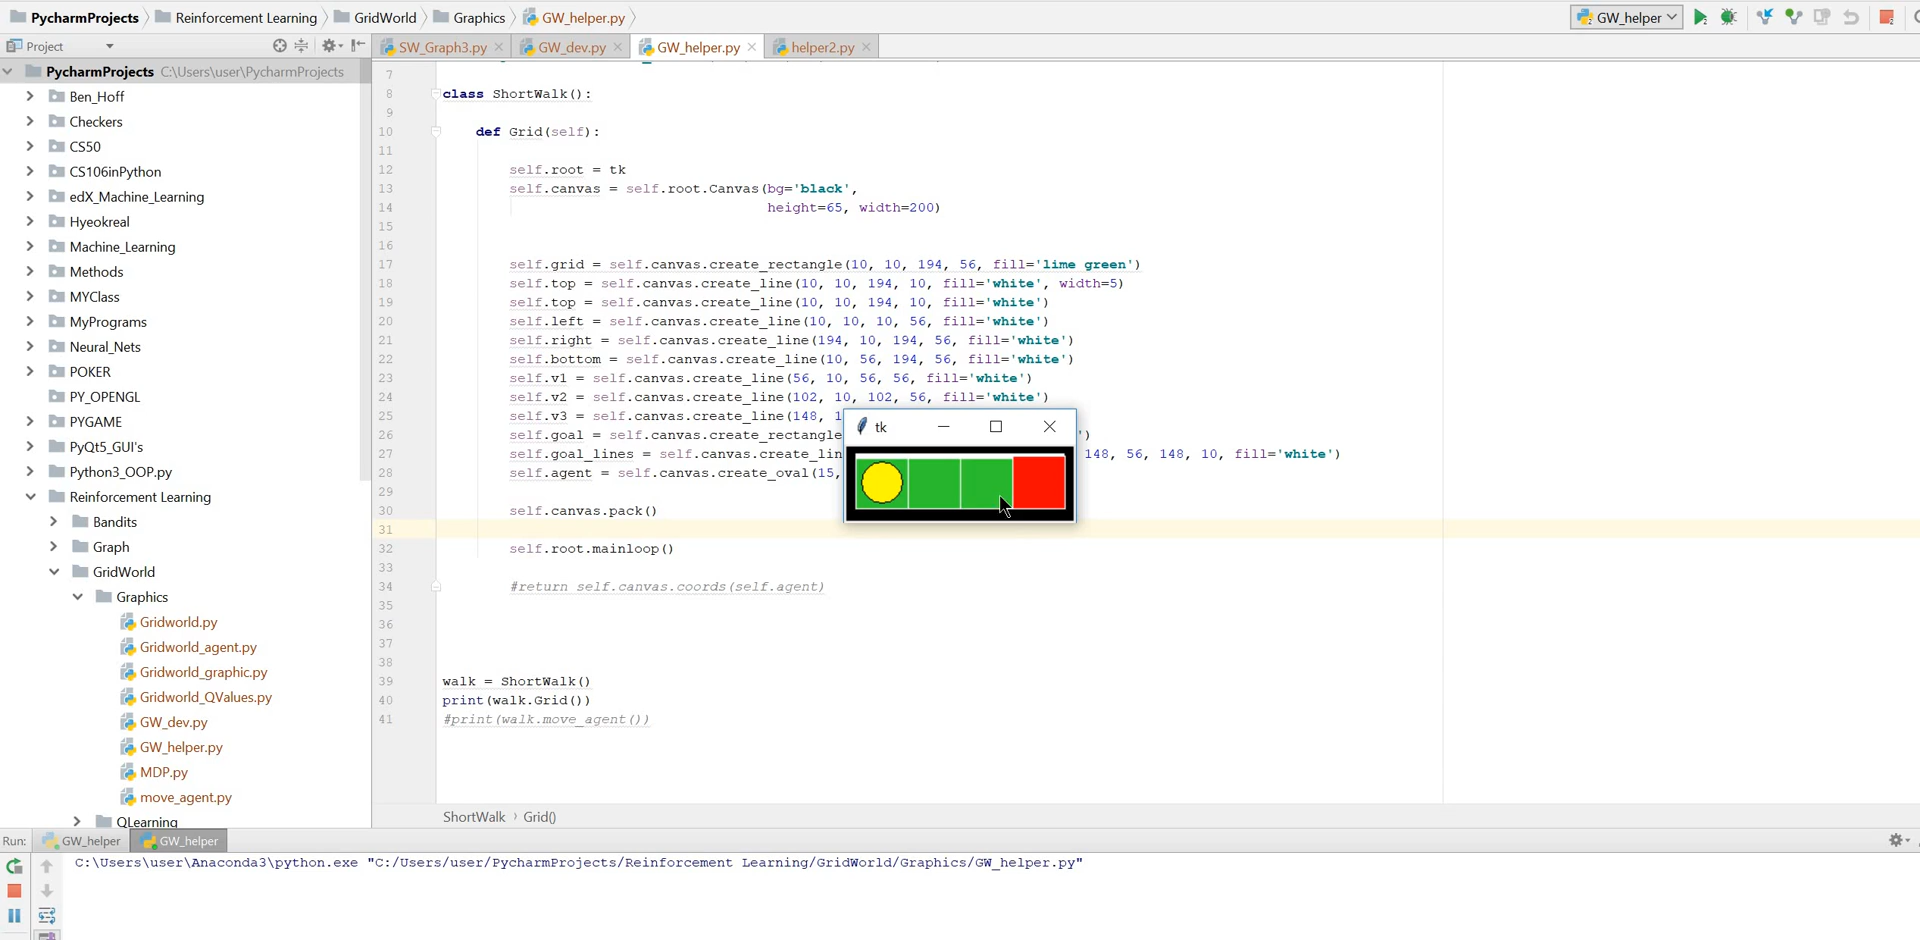 PycharmProjects Reinforcement Learning GridWorld Graphics GW_helper.py GW_helper
Project SW_Graph3.py GW_dev.py GW_helper.py helper2.py
PycharmProjects C:\Users\user\PycharmProjects
Ben_Hoff
Checkers
CS50
CS106inPython
edX_Machine_Learning
Hyeokreal
Machine_Learning
Methods
MYClass
MyPrograms
Neural_Nets
POKER
PY_OPENGL
PYGAME
PyQt5_GUI's
Python3_OOP.py
Reinforcement Learning
Bandits
Graph
GridWorld
Graphics
Gridworld.py
Gridworld_agent.py
Gridworld_graphic.py
Gridworld_QValues.py
GW_dev.py
GW_helper.py
MDP.py
move_agent.py
QLearning
7
8 class ShortWalk():
9
10 def Grid(self):
11
12 self.root = tk
13 self.canvas = self.root.Canvas(bg='black',
14 height=65, width=200)
15
16
17 self.grid = self.canvas.create_rectangle(10, 10, 194, 56, fill='lime green')
18 self.top = self.canvas.create_line(10, 10, 194, 10, fill='white', width=5)
19 self.top = self.canvas.create_line(10, 10, 194, 10, fill='white')
20 self.left = self.canvas.create_line(10, 10, 10, 56, fill='white')
21 self.right = self.canvas.create_line(194, 10, 194, 56, fill='white')
22 self.bottom = self.canvas.create_line(10, 56, 194, 56, fill='white')
23 self.v1 = self.canvas.create_line(56, 10, 56, 56, fill='white')
24 self.v2 = self.canvas.create_line(102, 10, 102, 56, fill='white')
25 self.v3 = self.canvas.create_line(148, 1
26 self.goal = self.canvas.create_rectangle ')
27 self.goal_lines = self.canvas.create_lin 148, 56, 148, 10, fill='white')
28 self.agent = self.canvas.create_oval(15,
29
30 self.canvas.pack()
31
32 self.root.mainloop()
33
34 #return self.canvas.coords(self.agent)
35
36
37
38
39 walk = ShortWalk()
40 print(walk.Grid())
41 #print(walk.move_agent())
tk
ShortWalk › Grid()
Run: GW_helper GW_helper
C:\Users\user\Anaconda3\python.exe "C:/Users/user/PycharmProjects/Reinforcement Learning/GridWorld/Graphics/GW_helper.py"